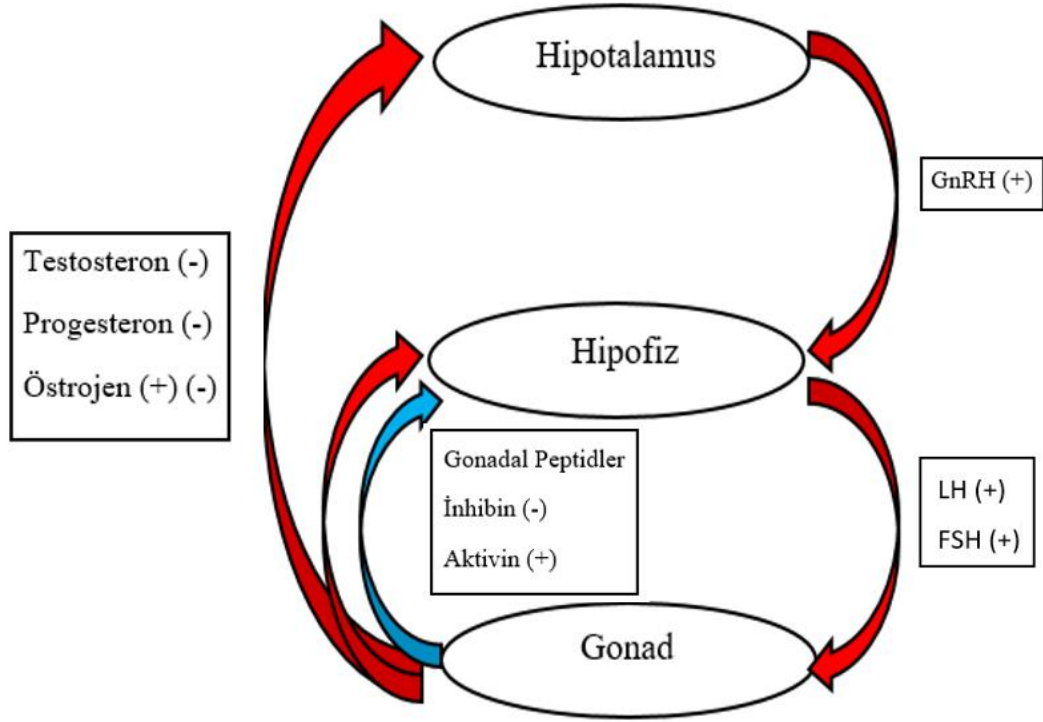 Hipotalamus
GnRH (+)
Testosteron (-)
Progesteron (-)
Östrojen (+) (-)
Hipofiz
Gonadal Peptidler
İnhibin (-)
Aktivin (+)
LH (+)
FSH (+)
Gonad